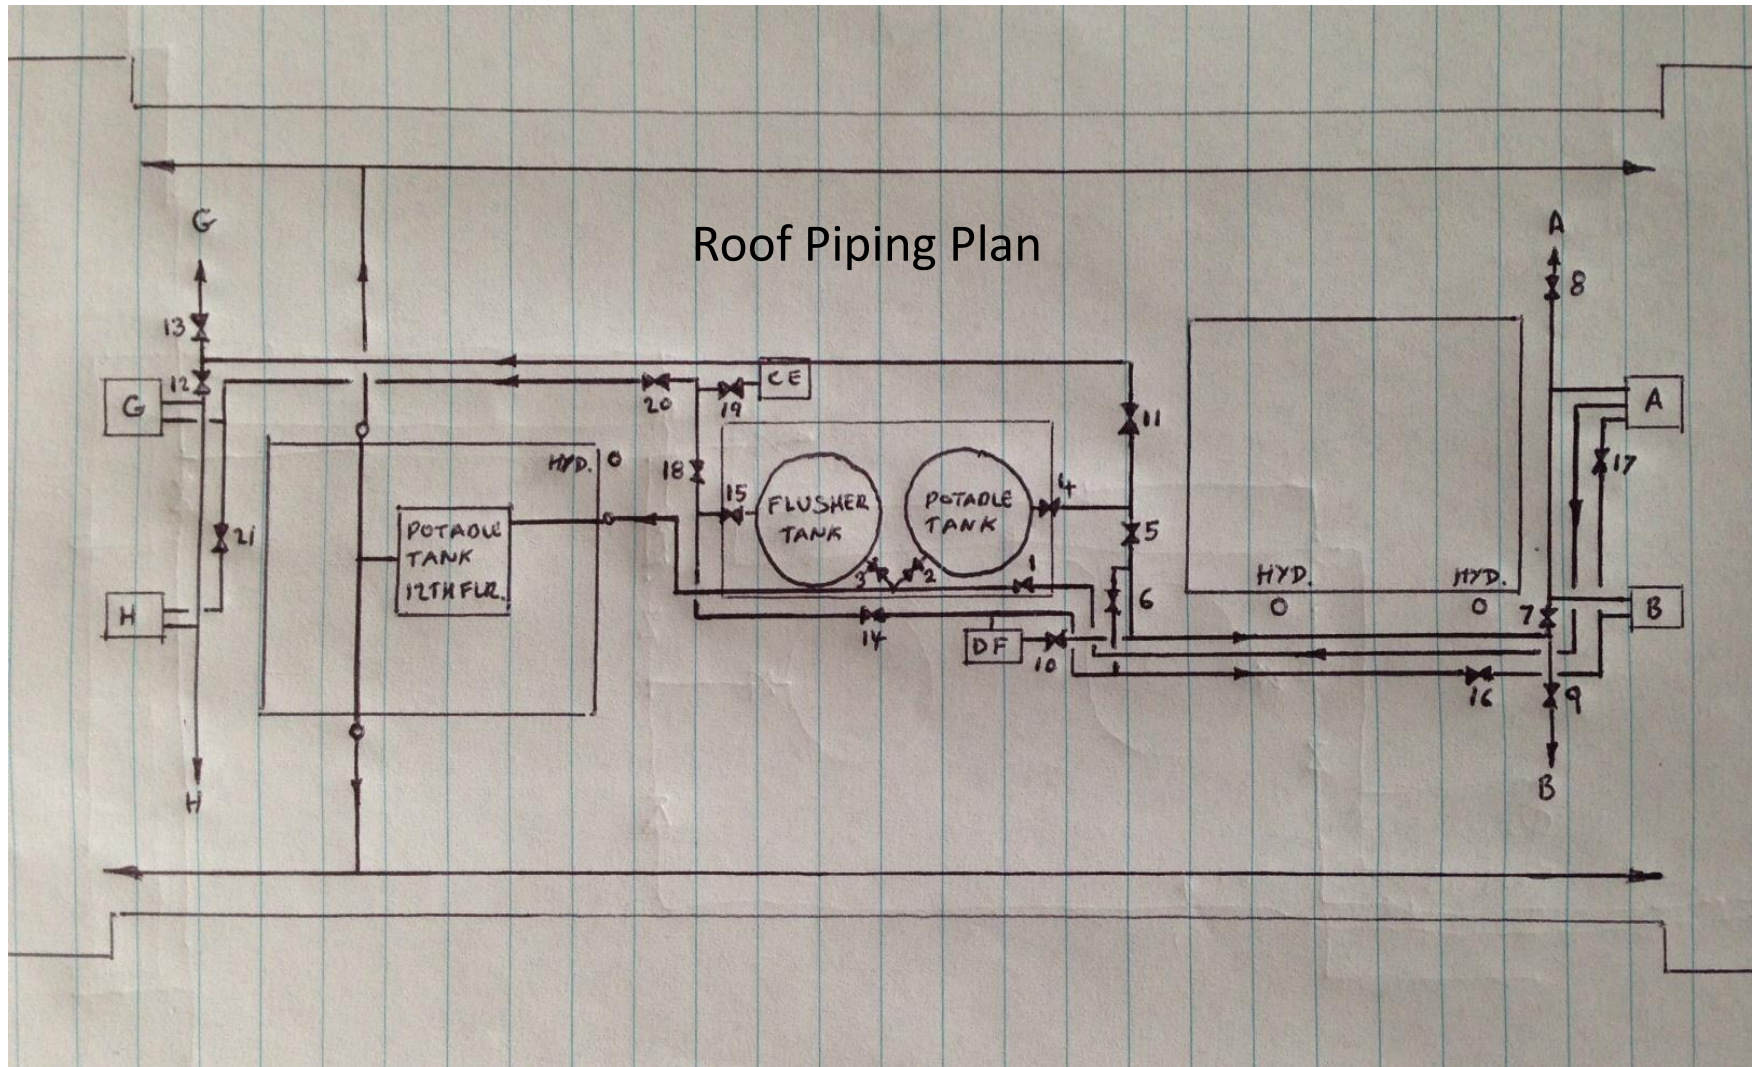 G
A
Roof Piping Plan
8
13
12
G
CE
20
19
A
11
HYD.
18
17
15
4
FLUSHER
TANK
POTABLE
TANK
POTABLE
TANK
12TH FLR.
21
5
3
2
1
HYD.
HYD.
H
6
7
B
14
DF
10
16
9
H
B